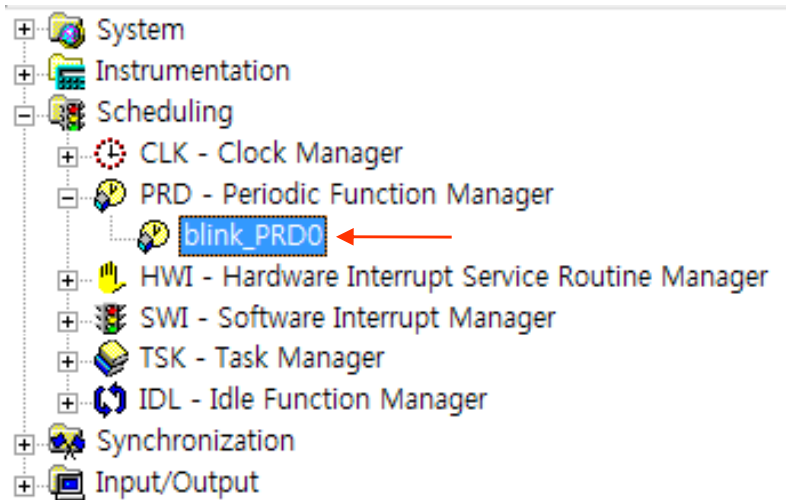 System
Instrumentation
Scheduling
CLK - Clock Manager
PRD - Periodic Function Manager
blink_PRD0
HWI - Hardware Interrupt Service Routine Manager
SWI - Software Interrupt Manager
TSK - Task Manager
IDL - Idle Function Manager
Synchronization
Input/Output